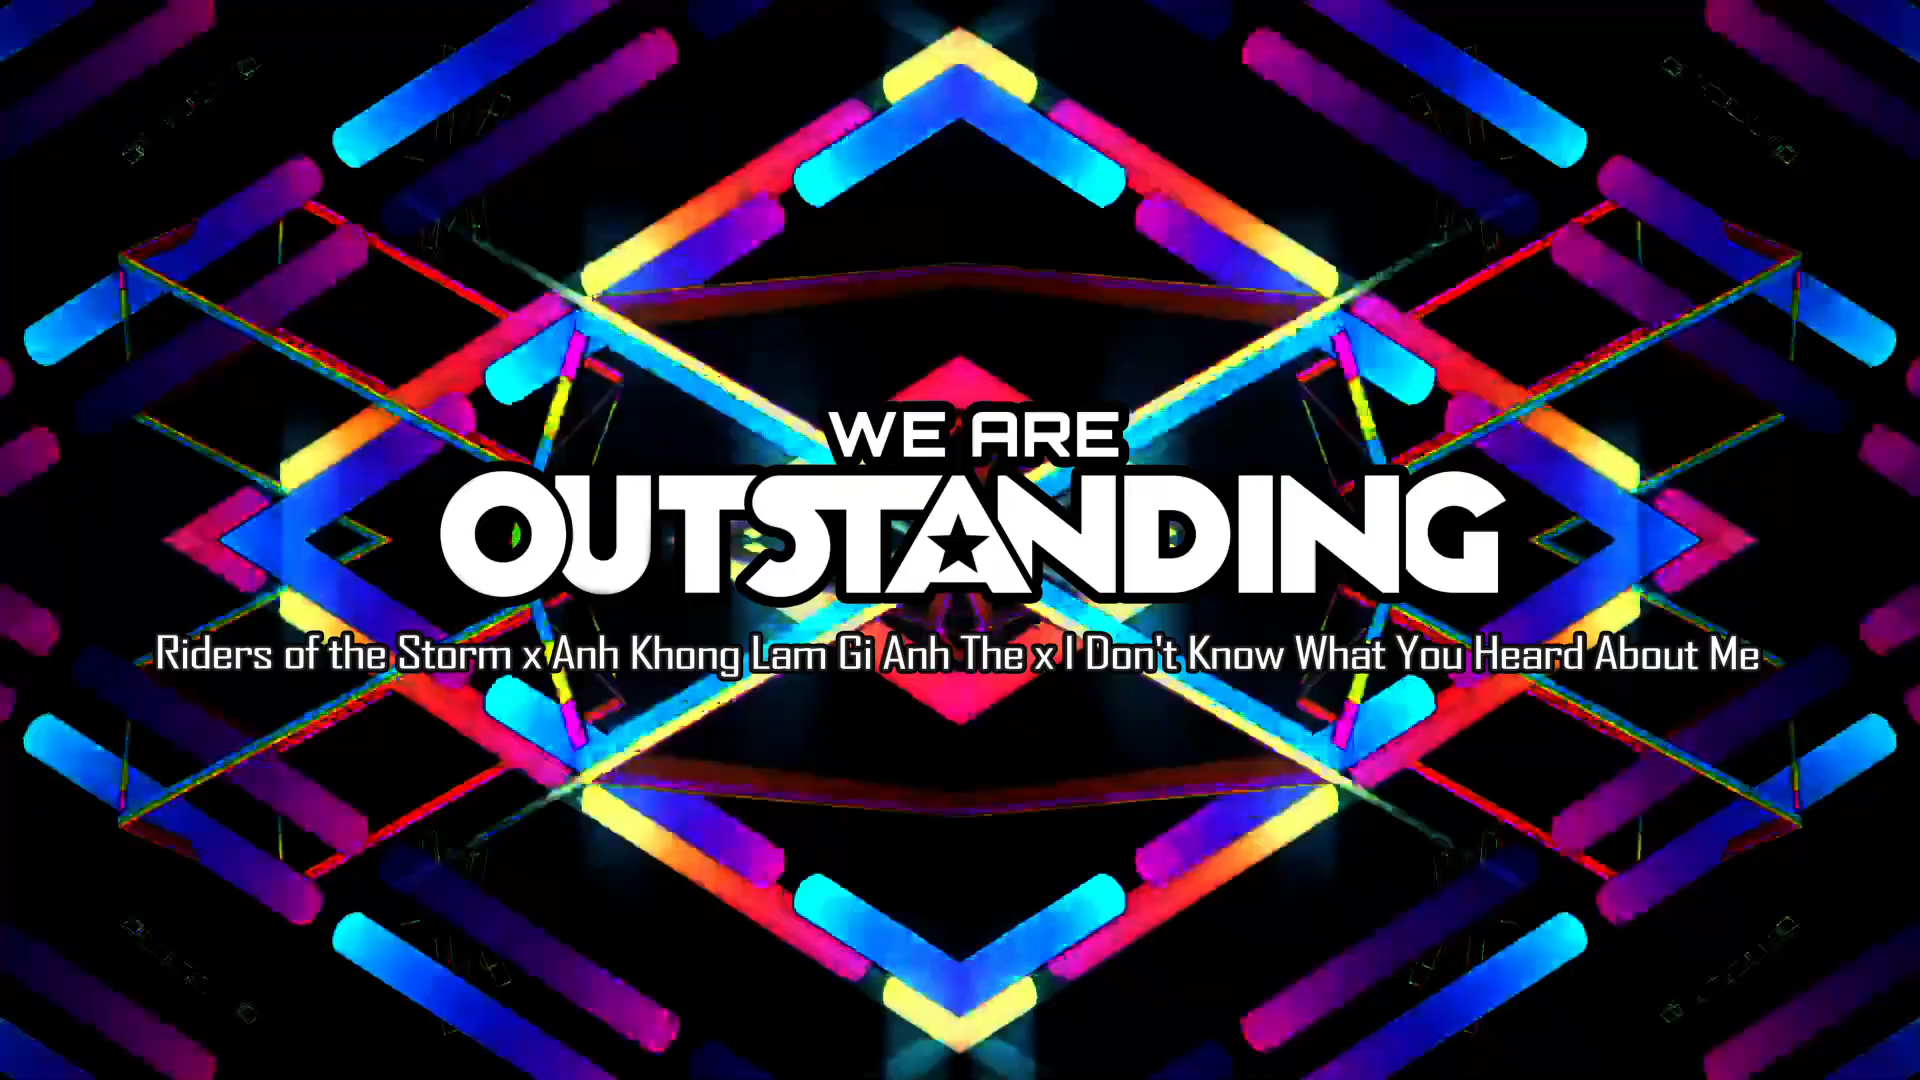 WE ARE
OUTSTANDING
Riders of the Storm x Anh Khong Lam Gi Anh The x I Don't Know What You Heard About Me